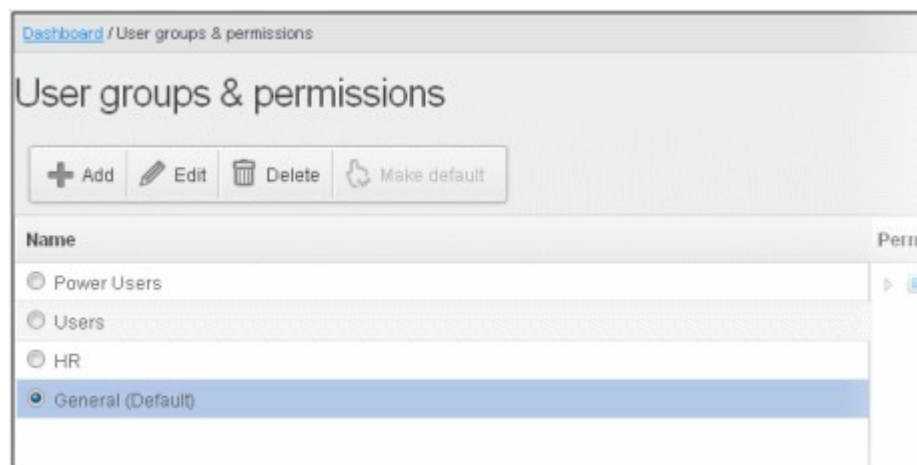 Dashboard / User groups & permissions
User groups & permissions
Add Edit Delete Make default
Name Perm
Power Users
Users
HR
General (Default)